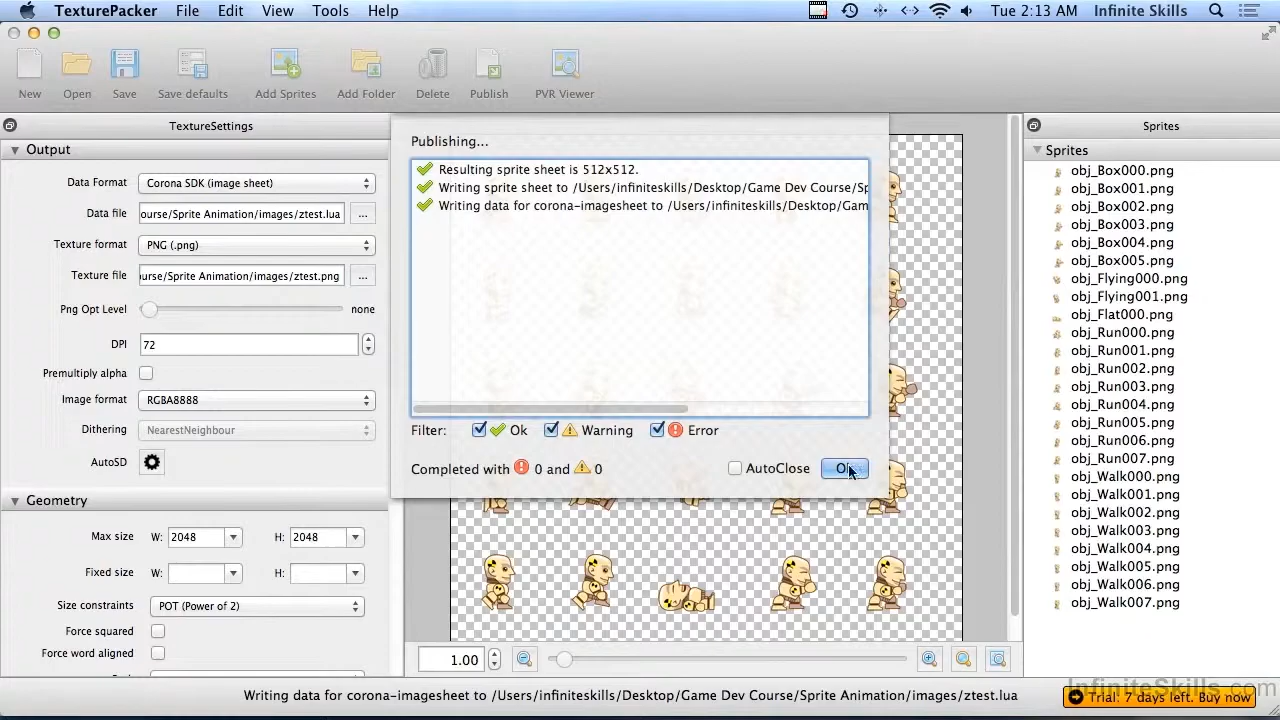 TexturePacker File Edit View Tools Help Tue 2:13 AM Infinite Skills
New Open Save Save defaults Add Sprites Add Folder Delete Publish PVR Viewer
TextureSettings
Output
Data Format Corona SDK (image sheet)
Data file ourse/Sprite Animation/images/ztest.lua ...
Texture format PNG (.png)
Texture file urse/Sprite Animation/images/ztest.png ...
Png Opt Level none
DPI 72
Premultiply alpha
Image format RGBA8888
Dithering NearestNeighbour
AutoSD
Geometry
Max size W: 2048 H: 2048
Fixed size W: H:
Size constraints POT (Power of 2)
Force squared
Force word aligned
Publishing...
Resulting sprite sheet is 512x512.
Writing sprite sheet to /Users/infiniteskills/Desktop/Game Dev Course/Sp
Writing data for corona-imagesheet to /Users/infiniteskills/Desktop/Gam
Filter: Ok Warning Error
Completed with 0 and 0
AutoClose
1.00
Sprites
Sprites
obj_Box000.png
obj_Box001.png
obj_Box002.png
obj_Box003.png
obj_Box004.png
obj_Box005.png
obj_Flying000.png
obj_Flying001.png
obj_Flat000.png
obj_Run000.png
obj_Run001.png
obj_Run002.png
obj_Run003.png
obj_Run004.png
obj_Run005.png
obj_Run006.png
obj_Run007.png
obj_Walk000.png
obj_Walk001.png
obj_Walk002.png
obj_Walk003.png
obj_Walk004.png
obj_Walk005.png
obj_Walk006.png
obj_Walk007.png
Writing data for corona-imagesheet to /Users/infiniteskills/Desktop/Game Dev Course/Sprite Animation/images/ztest.lua
InfiniteSkills.com
Trial: 7 days left. Buy now